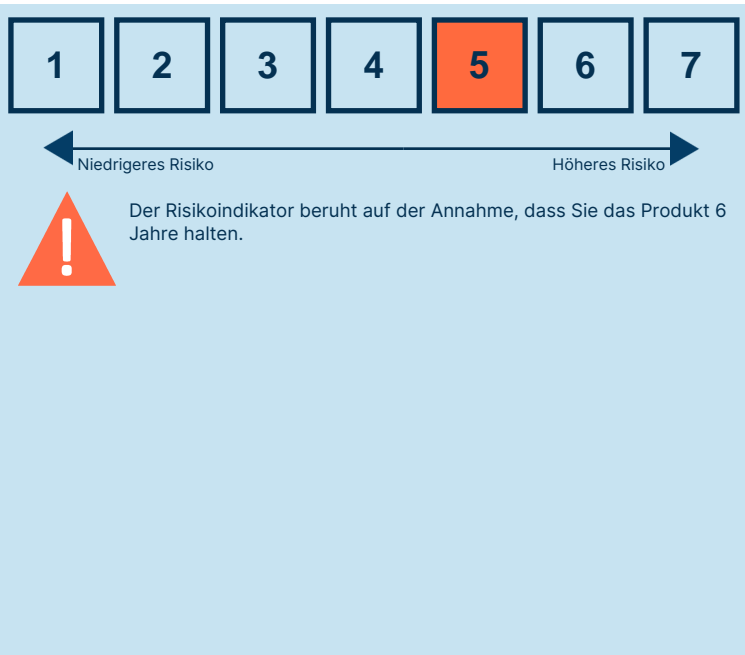 1 2 3 4 5 6 7
Niedrigeres Risiko Höheres Risiko
!
Der Risikoindikator beruht auf der Annahme, dass Sie das Produkt 6
Jahre halten.